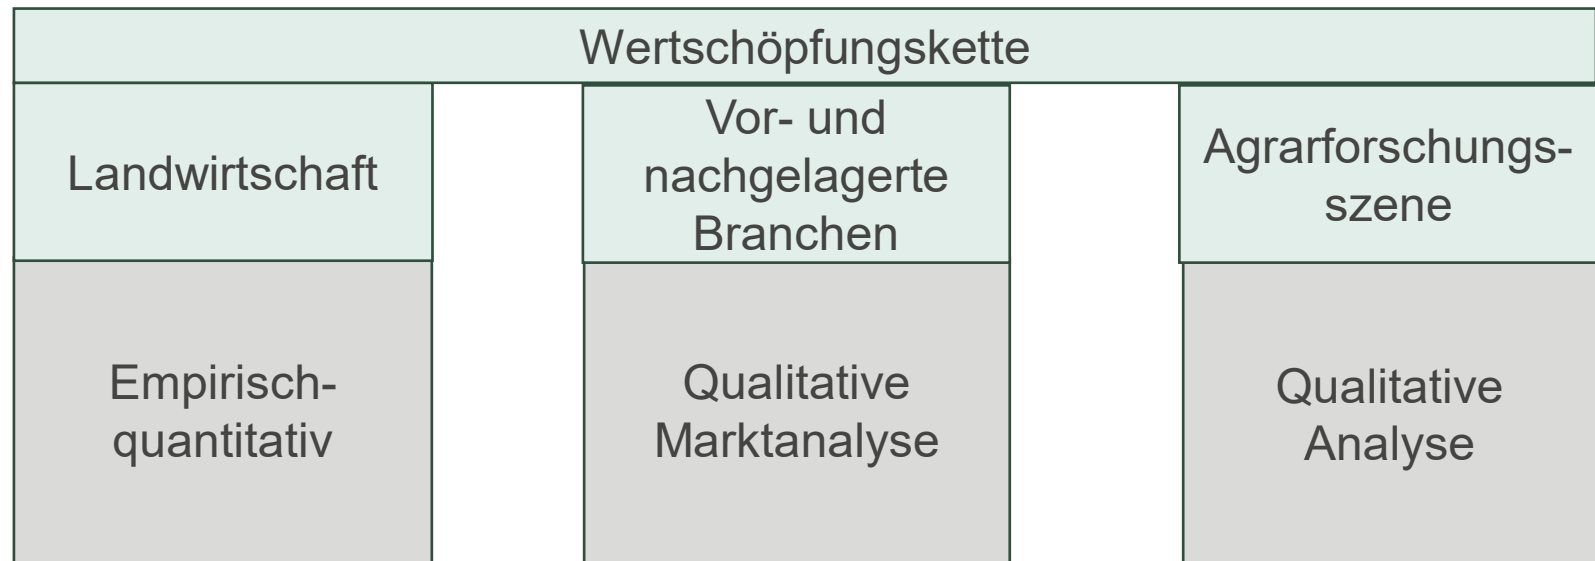 Wertschöpfungskette
Landwirtschaft
Vor- und
nachgelagerte
Branchen
Agrarforschungs-
szene
Empirisch-
quantitativ
Qualitative
Marktanalyse
Qualitative
Analyse